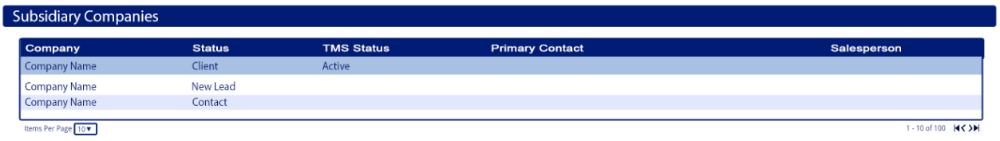 Subsidiary Companies
Company Status TMS Status Primary Contact Salesperson
Company Name Client Active
Company Name New Lead
Company Name Contact
Items Per Page 10▼ 1 - 10 of 100